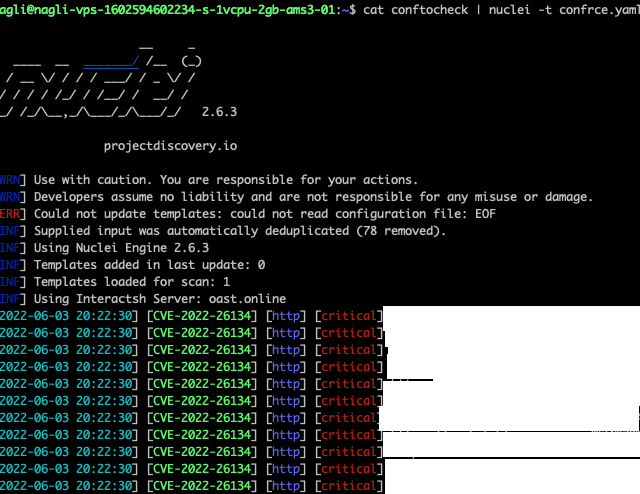 nagli@nagli-vps-1602594602234-s-1vcpu-2gb-ams3-01:~$ cat conftocheck | nuclei -t confrce.yaml
2.6.3
projectdiscovery.io
WRN] Use with caution. You are responsible for your actions.
WRN] Developers assume no liability and are not responsible for any misuse or damage.
ERR] Could not update templates: could not read configuration file: EOF
INF] Supplied input was automatically deduplicated (78 removed).
INF] Using Nuclei Engine 2.6.3
INF] Templates added in last update: 0
INF] Templates loaded for scan: 1
INF] Using Interactsh Server: oast.online
2022-06-03 20:22:30] [CVE-2022-26134] [http] [critical]
2022-06-03 20:22:30] [CVE-2022-26134] [http] [critical]
2022-06-03 20:22:30] [CVE-2022-26134] [http] [critical]
2022-06-03 20:22:30] [CVE-2022-26134] [http] [critical]
2022-06-03 20:22:30] [CVE-2022-26134] [http] [critical]
2022-06-03 20:22:30] [CVE-2022-26134] [http] [critical]
2022-06-03 20:22:30] [CVE-2022-26134] [http] [critical]
2022-06-03 20:22:30] [CVE-2022-26134] [http] [critical]
2022-06-03 20:22:30] [CVE-2022-26134] [http] [critical]
2022-06-03 20:22:30] [CVE-2022-26134] [http] [critical]
2022-06-03 20:22:30] [CVE-2022-26134] [http] [critical]